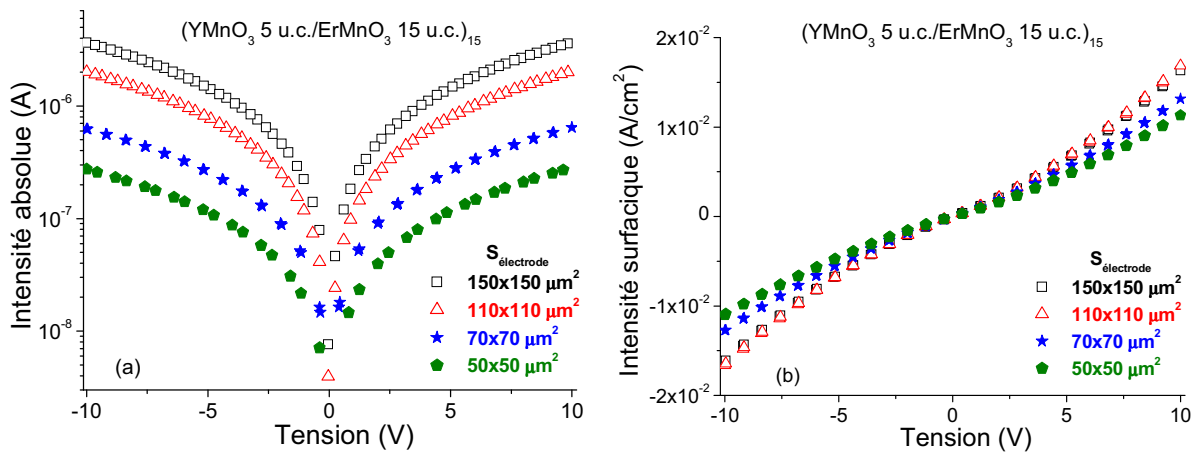 (YMnO₃ 5 u.c./ErMnO₃ 15 u.c.)₁₅
Intensité absolue (A)
10⁻⁶
10⁻⁷
10⁻⁸
S électrode
150x150 µm²
110x110 µm²
70x70 µm²
50x50 µm²
(a)
-10 -5 0 5 10
Tension (V)
(YMnO₃ 5 u.c./ErMnO₃ 15 u.c.)₁₅
Intensité surfacique (A/cm²)
2x10⁻²
1x10⁻²
0
-1x10⁻²
-2x10⁻²
S électrode
150x150 µm²
110x110 µm²
70x70 µm²
50x50 µm²
(b)
-10 -5 0 5 10
Tension (V)